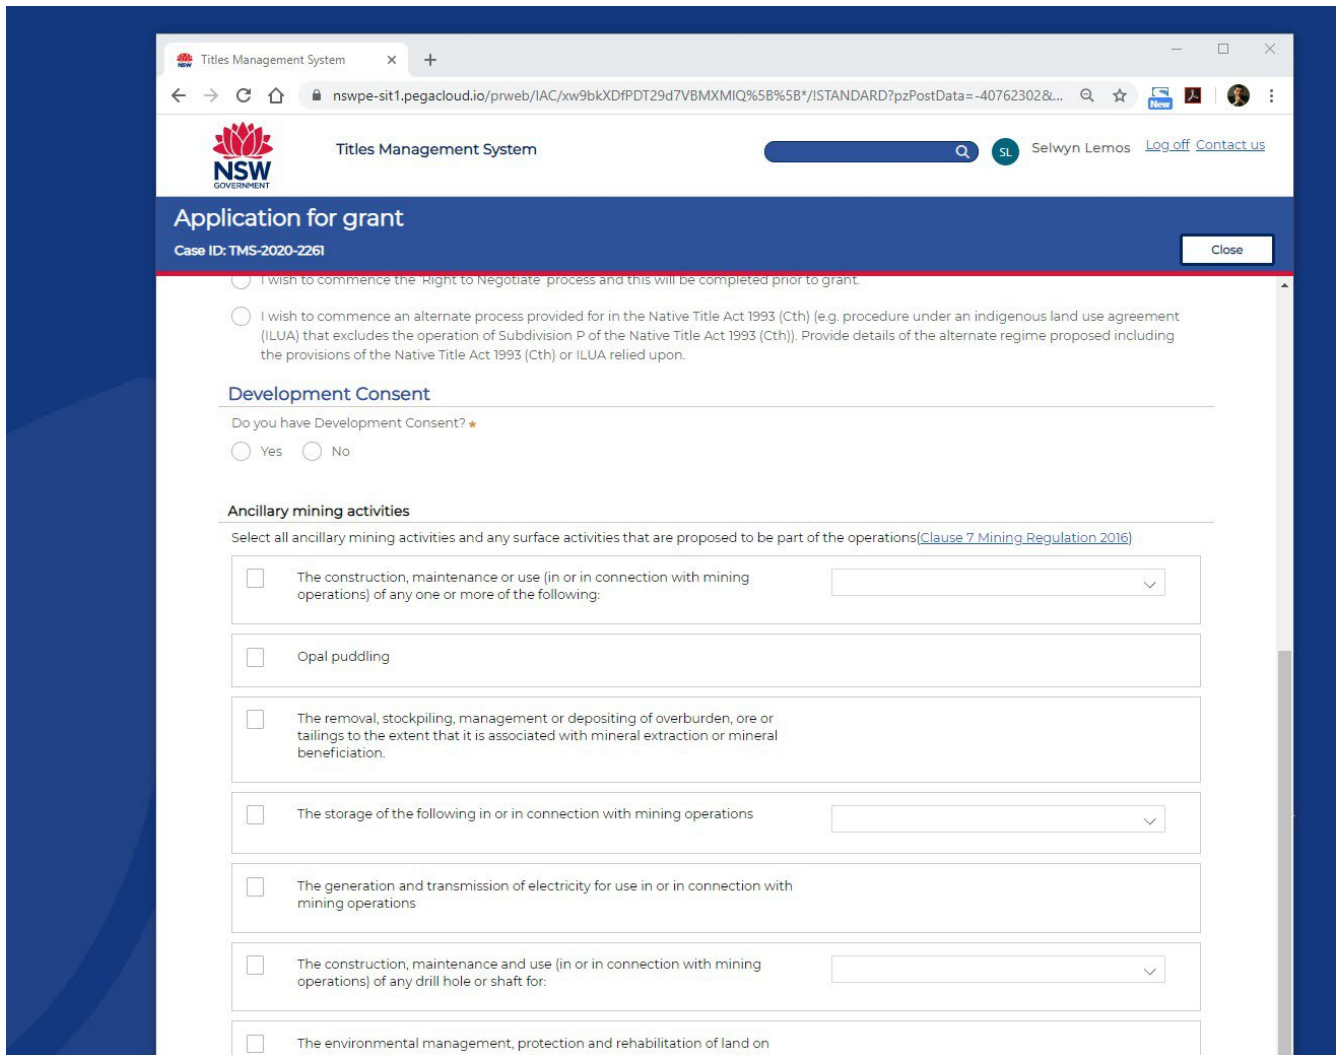 Titles Management System
nswpe-sit1.pegacloud.io/prweb/IAC/xw9bkXDfPDT29d7VBMXMIQ%5B%5B*/!STANDARD?pzPostData=-40762302&...
New
NSW
GOVERNMENT
Titles Management System
SL
Selwyn Lemos
Log off
Contact us
Application for grant
Case ID: TMS-2020-2261
Close
I wish to commence the 'Right to Negotiate' process and this will be completed prior to grant.
I wish to commence an alternate process provided for in the Native Title Act 1993 (Cth) (e.g. procedure under an indigenous land use agreement
(ILUA) that excludes the operation of Subdivision P of the Native Title Act 1993 (Cth)). Provide details of the alternate regime proposed including
the provisions of the Native Title Act 1993 (Cth) or ILUA relied upon.
Development Consent
Do you have Development Consent? *
Yes No
Ancillary mining activities
Select all ancillary mining activities and any surface activities that are proposed to be part of the operations(Clause 7 Mining Regulation 2016)
The construction, maintenance or use (in or in connection with mining
operations) of any one or more of the following:
Opal puddling
The removal, stockpiling, management or depositing of overburden, ore or
tailings to the extent that it is associated with mineral extraction or mineral
beneficiation.
The storage of the following in or in connection with mining operations
The generation and transmission of electricity for use in or in connection with
mining operations
The construction, maintenance and use (in or in connection with mining
operations) of any drill hole or shaft for:
The environmental management, protection and rehabilitation of land on